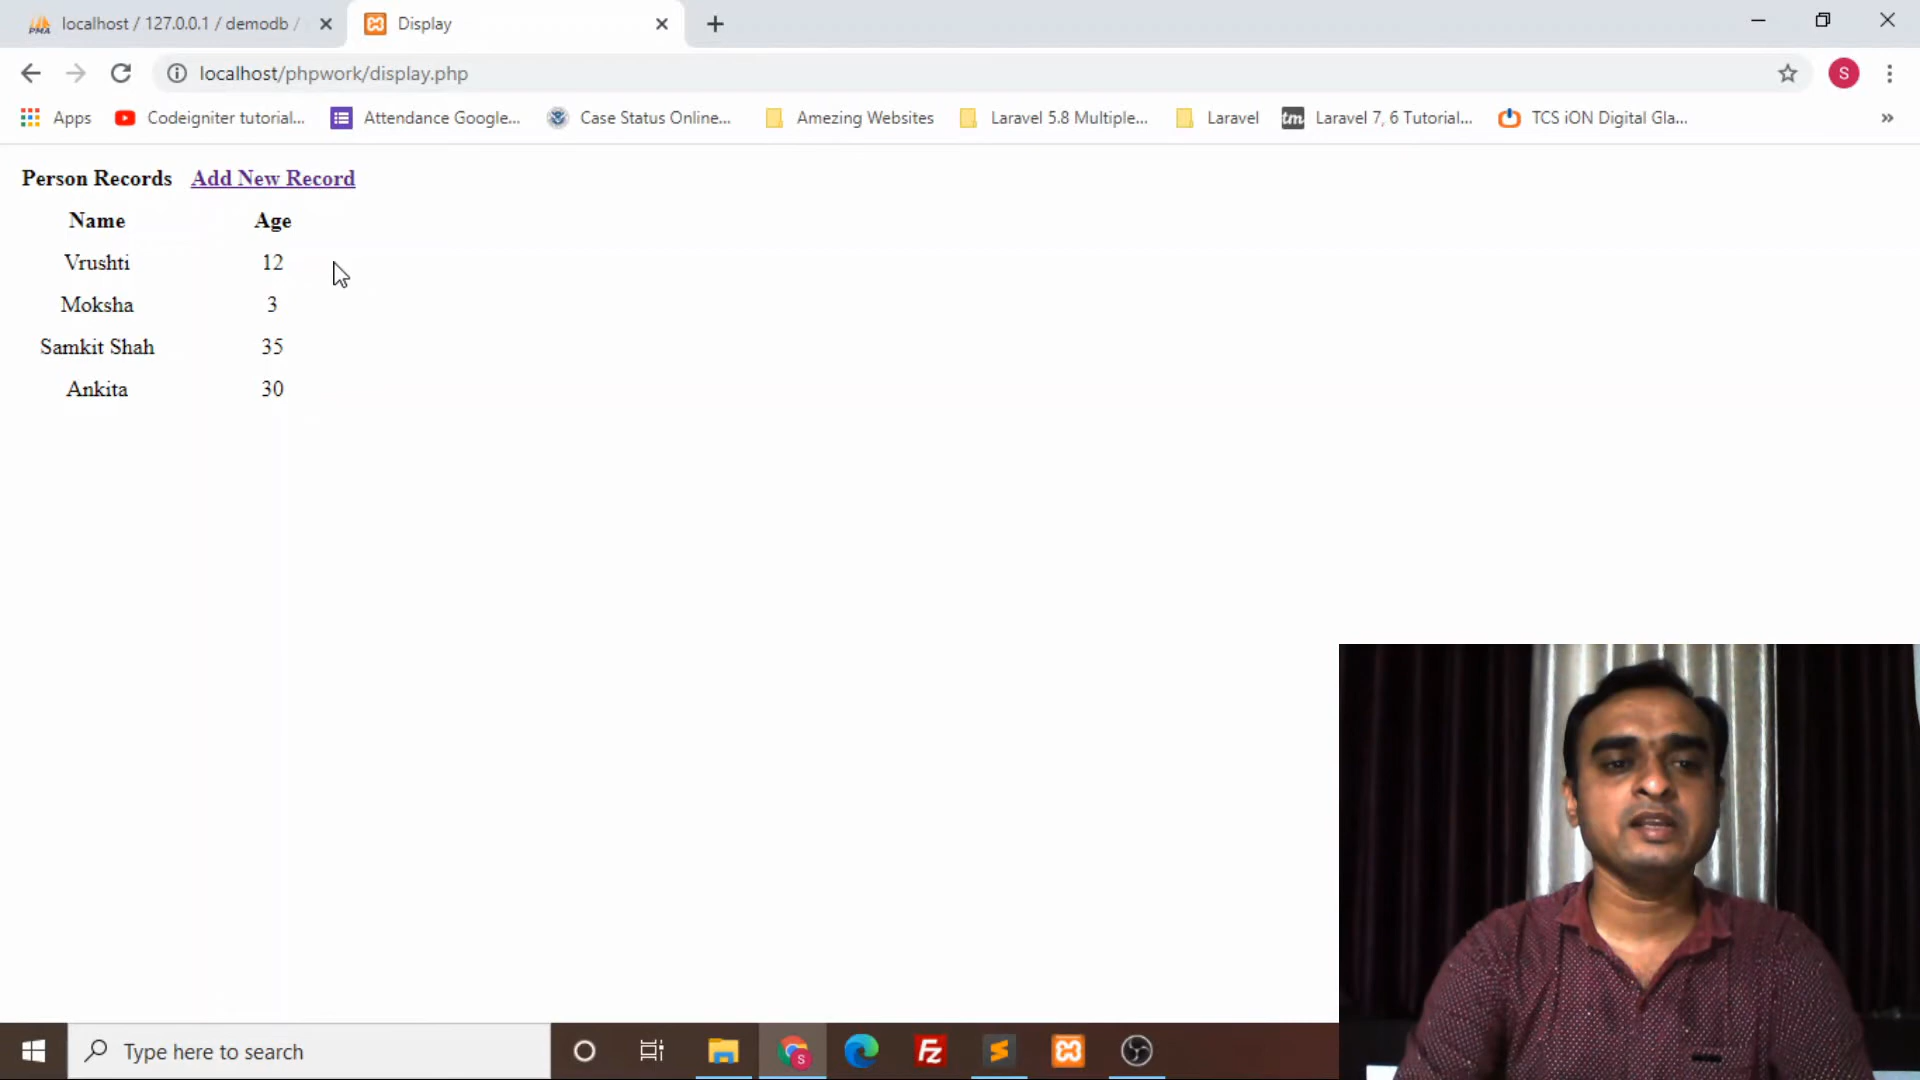 localhost / 127.0.0.1 / demodb /
Display
localhost/phpwork/display.php
S
Apps
Codeigniter tutorial...
Attendance Google...
Case Status Online...
Amezing Websites
Laravel 5.8 Multiple...
Laravel
tm
Laravel 7, 6 Tutorial...
TCS iON Digital Gla...
»
Person Records Add New Record
Name Age
Vrushti 12
Moksha 3
Samkit Shah 35
Ankita 30
Type here to search